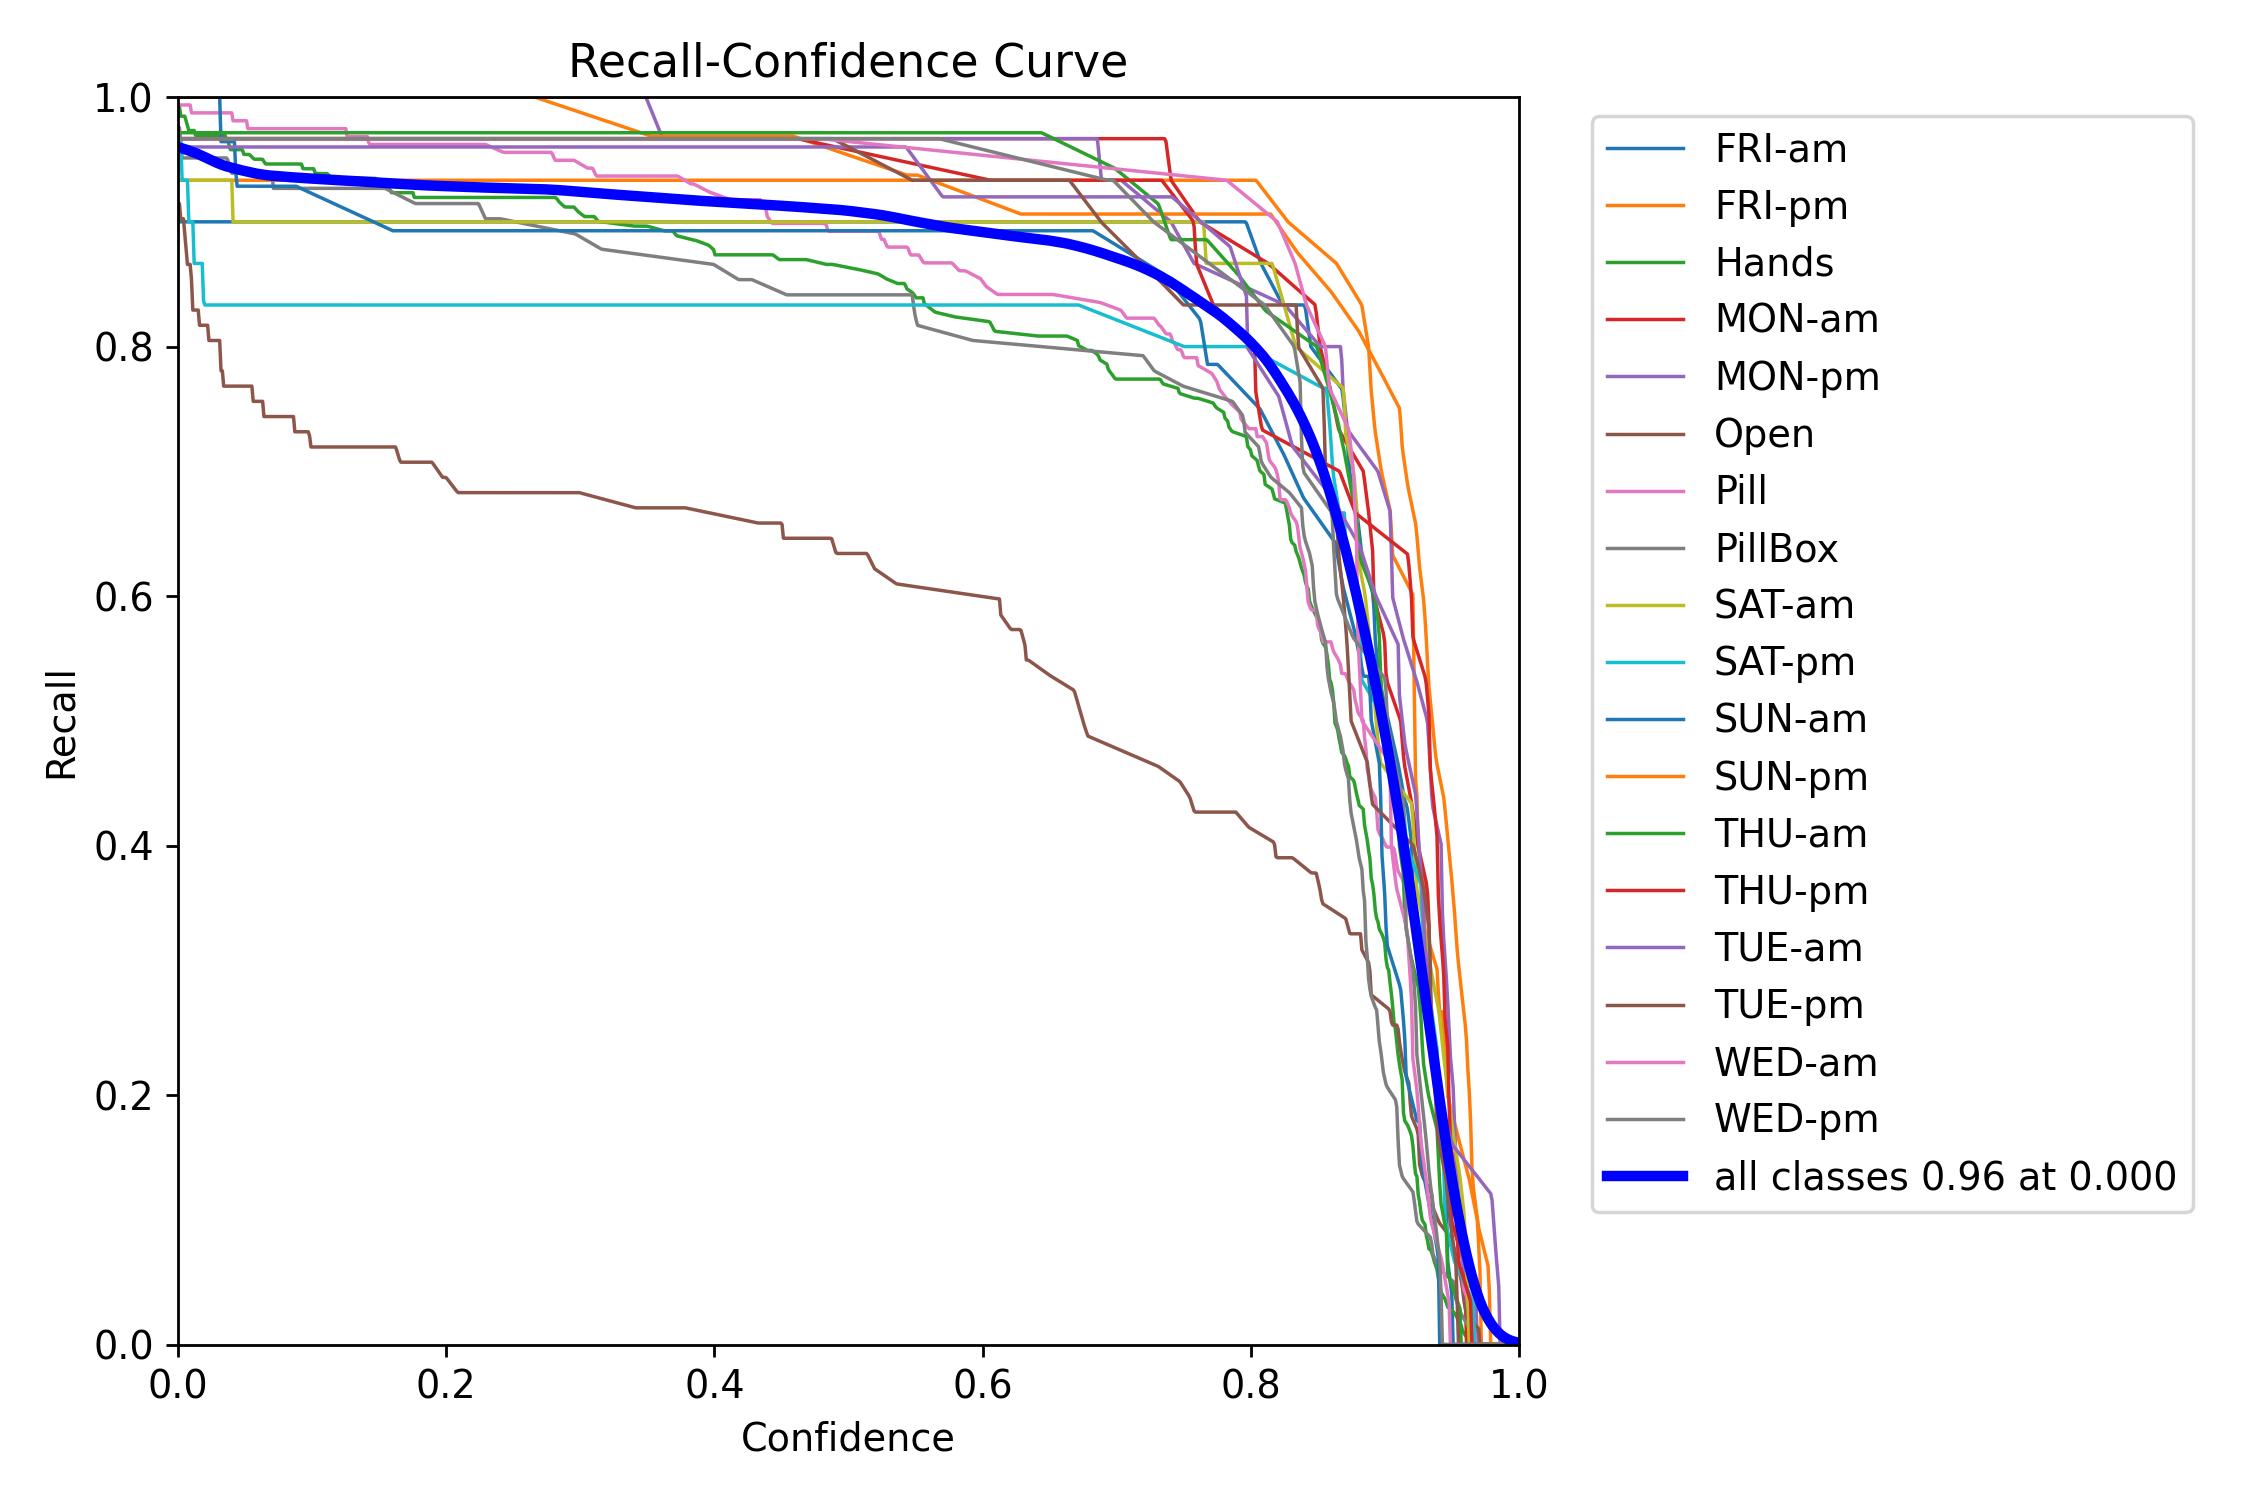 Recall-Confidence Curve
1.0
0.8
0.6
0.4
0.2
0.0
Recall
0.0 0.2 0.4 0.6 0.8 1.0
Confidence
FRI-am
FRI-pm
Hands
MON-am
MON-pm
Open
Pill
PillBox
SAT-am
SAT-pm
SUN-am
SUN-pm
THU-am
THU-pm
TUE-am
TUE-pm
WED-am
WED-pm
all classes 0.96 at 0.000